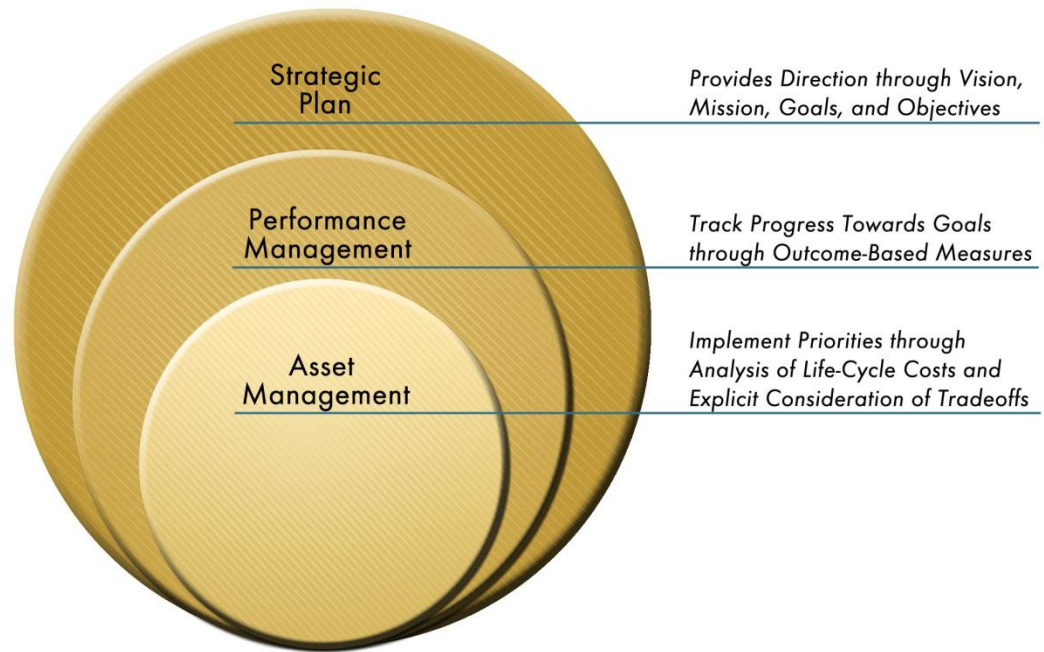 Strategic
Plan
Provides Direction through Vision,
Mission, Goals, and Objectives
Performance
Management
Track Progress Towards Goals
through Outcome-Based Measures
Asset
Management
Implement Priorities through
Analysis of Life-Cycle Costs and
Explicit Consideration of Tradeoffs